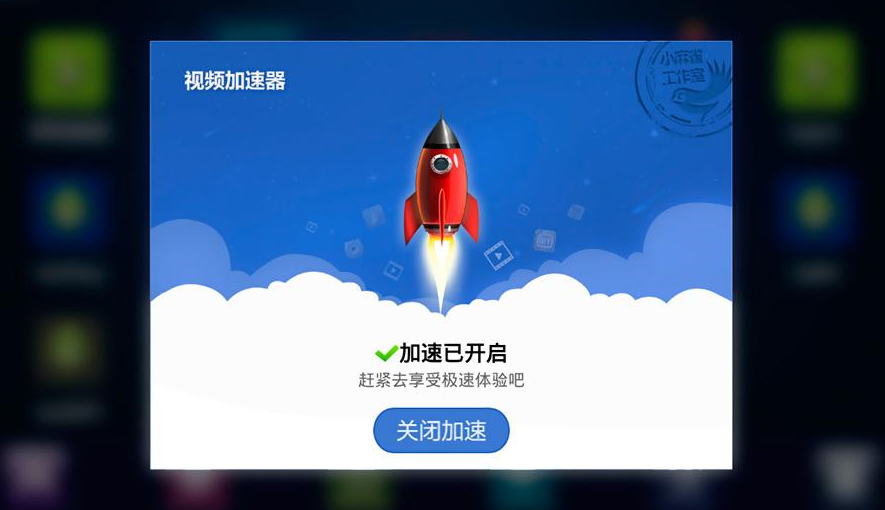 视频加速器
小麻雀
工作室
加速已开启
赶紧去享受极速体验吧
关闭加速